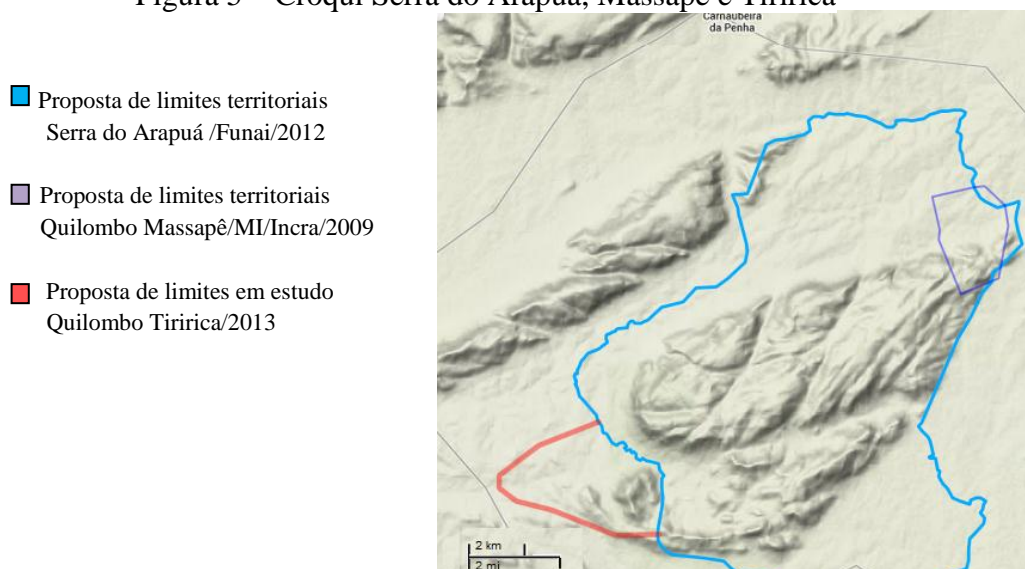 Figura 3 – Croqui Serra do Arapuá, Massapê e Tiririca
Proposta de limites territoriais
Serra do Arapuá /Funai/2012
Proposta de limites territoriais
Quilombo Massapê/MI/Incra/2009
Proposta de limites em estudo
Quilombo Tiririca/2013
Carnaubeira
da Penha
2 km
2 mi